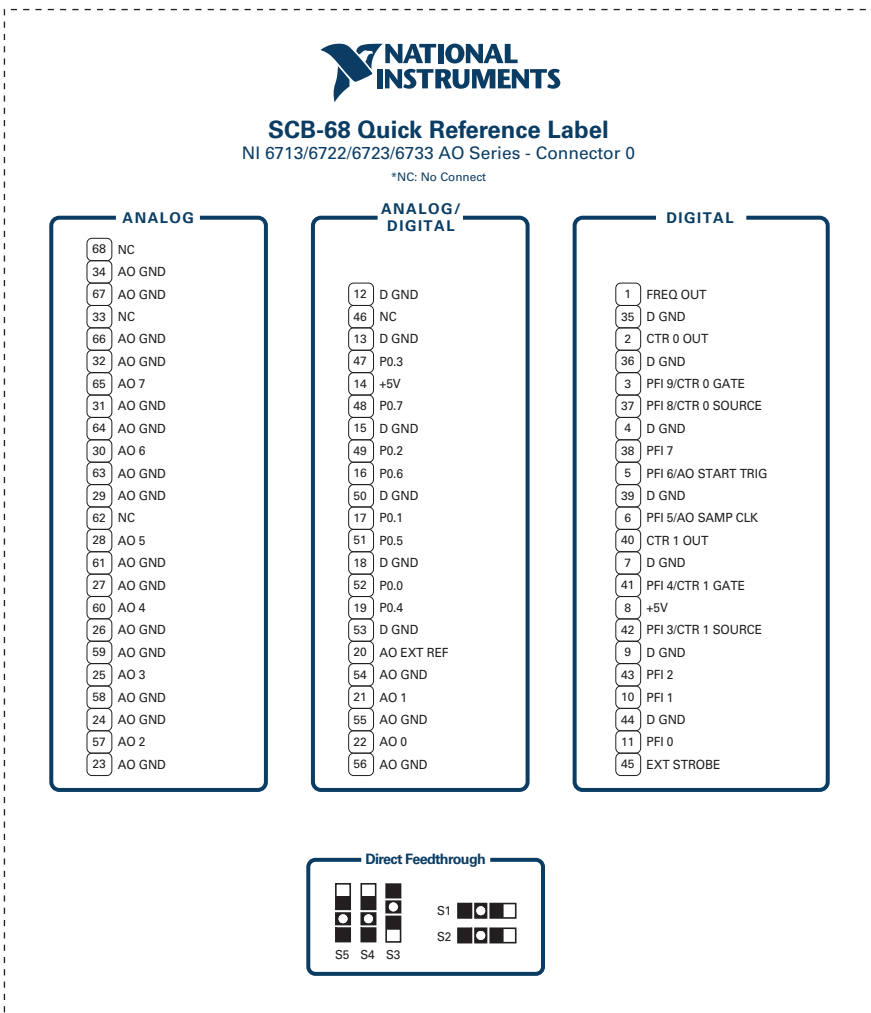 NATIONAL
INSTRUMENTS
SCB-68 Quick Reference Label
NI 6713/6722/6723/6733 AO Series - Connector 0
*NC: No Connect
ANALOG
68 NC
34 AO GND
67 AO GND
33 NC
66 AO GND
32 AO GND
65 AO 7
31 AO GND
64 AO GND
30 AO 6
63 AO GND
29 AO GND
62 NC
28 AO 5
61 AO GND
27 AO GND
60 AO 4
26 AO GND
59 AO GND
25 AO 3
58 AO GND
24 AO GND
57 AO 2
23 AO GND
ANALOG/
DIGITAL
12 D GND
46 NC
13 D GND
47 P0.3
14 +5V
48 P0.7
15 D GND
49 P0.2
16 P0.6
50 D GND
17 P0.1
51 P0.5
18 D GND
52 P0.0
19 P0.4
53 D GND
20 AO EXT REF
54 AO GND
21 AO 1
55 AO GND
22 AO 0
56 AO GND
DIGITAL
1 FREQ OUT
35 D GND
2 CTR 0 OUT
36 D GND
3 PFI 9/CTR 0 GATE
37 PFI 8/CTR 0 SOURCE
4 D GND
38 PFI 7
5 PFI 6/AO START TRIG
39 D GND
6 PFI 5/AO SAMP CLK
40 CTR 1 OUT
7 D GND
41 PFI 4/CTR 1 GATE
8 +5V
42 PFI 3/CTR 1 SOURCE
9 D GND
43 PFI 2
10 PFI 1
44 D GND
11 PFI 0
45 EXT STROBE
Direct Feedthrough
S1
S2
S5 S4 S3